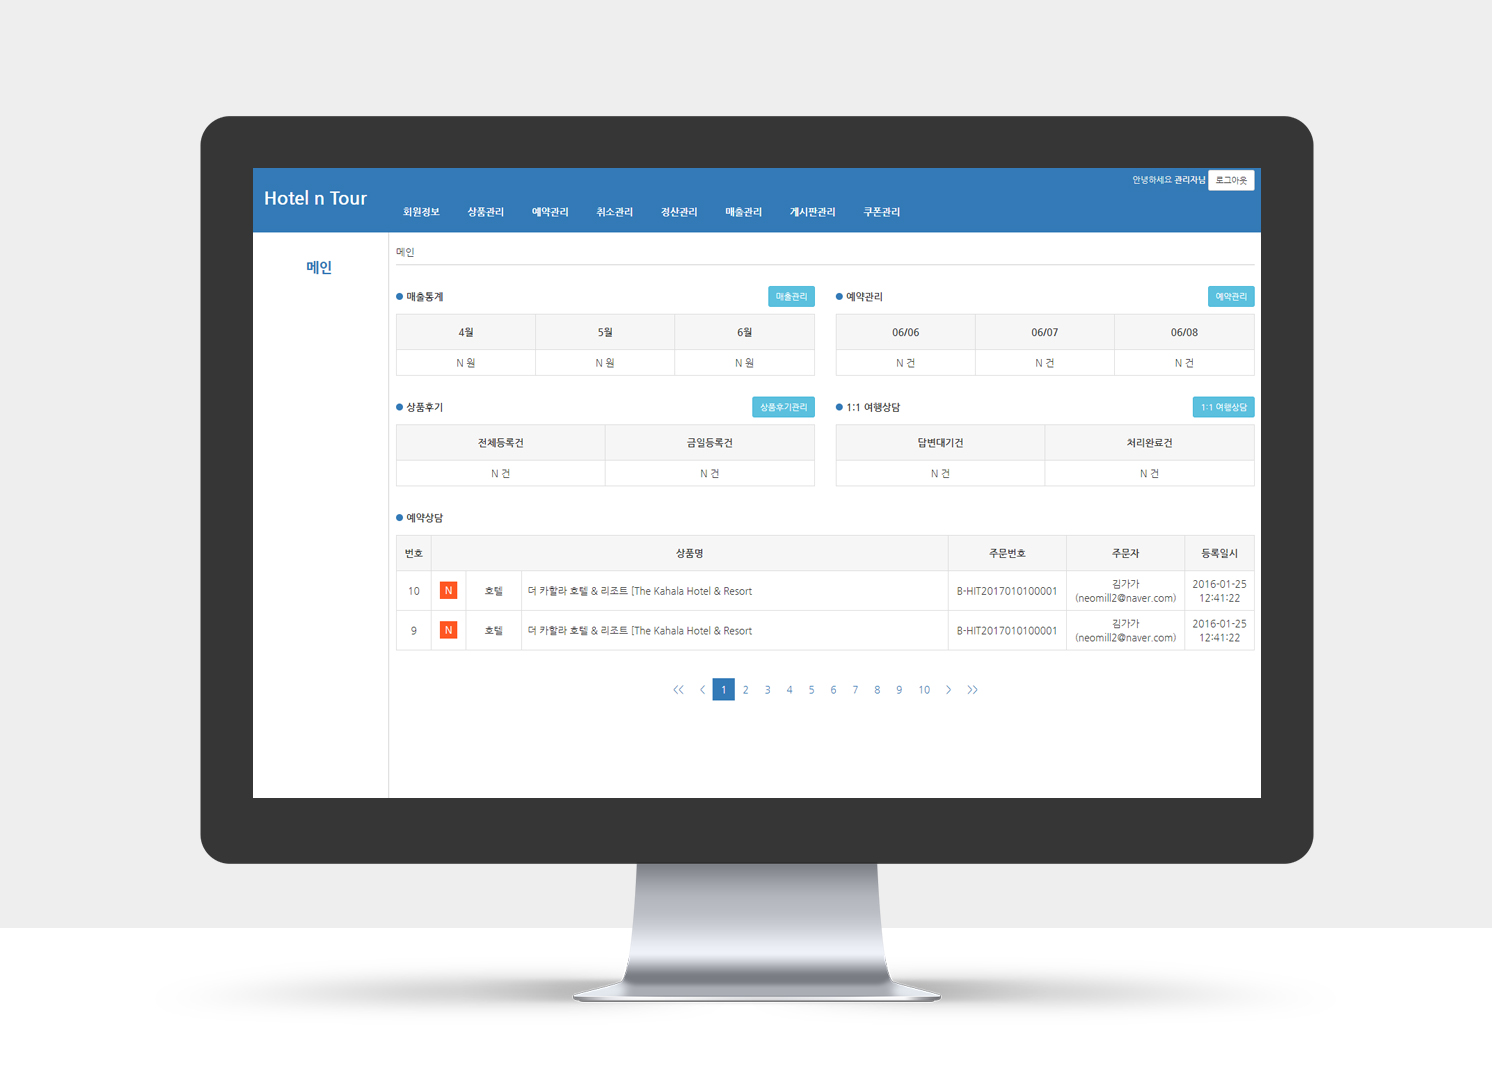 안녕하세요 관리자님 로그아웃
Hotel n Tour
회원정보 상품관리 예약관리 취소관리 정산관리 매출관리 게시판관리 쿠폰관리
메인
메인
매출통계 매출관리
4월 5월 6월
N 원 N 원 N 원
예약관리 예약관리
06/06 06/07 06/08
N 건 N 건 N 건
상품후기 상품후기관리
전체등록건 금일등록건
N 건 N 건
1:1 여행상담 1:1 여행상담
답변대기건 처리완료건
N 건 N 건
예약상담
번호 상품명 주문번호 주문자 등록일시
10 N 호텔 더 카할라 호텔 & 리조트 [The Kahala Hotel & Resort B-HIT2017010100001 김가가 2016-01-25
(neomill2@naver.com) 12:41:22
9 N 호텔 더 카할라 호텔 & 리조트 [The Kahala Hotel & Resort B-HIT2017010100001 김가가 2016-01-25
(neomill2@naver.com) 12:41:22
<< < 1 2 3 4 5 6 7 8 9 10 > >>